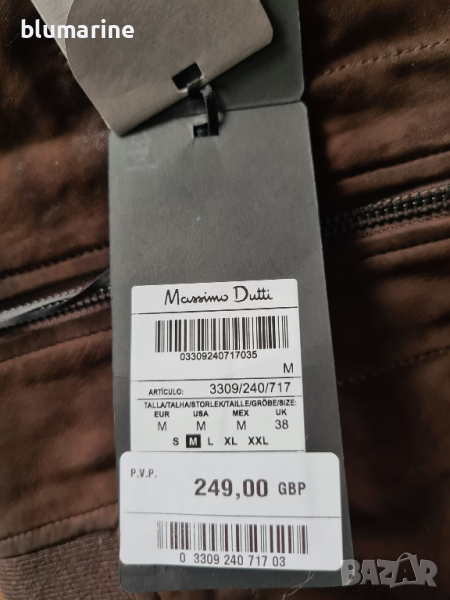 blumarine
Massimo Dutti
03309240717035
M
ARTÍCULO: 3309/240/717
TALLA/TALHA/STORLEK/TAILLE/GRÖBE/SIZE:
EUR USA MEX UK
M M M 38
S M L XL XXL
P.V.P. 249,00 GBP
0 3309 240 717 03
BAZAR